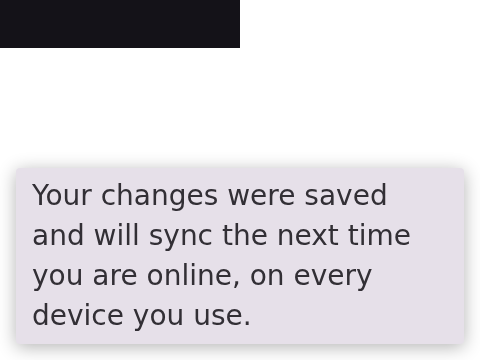 Your changes were saved
and will sync the next time
you are online, on every
device you use.